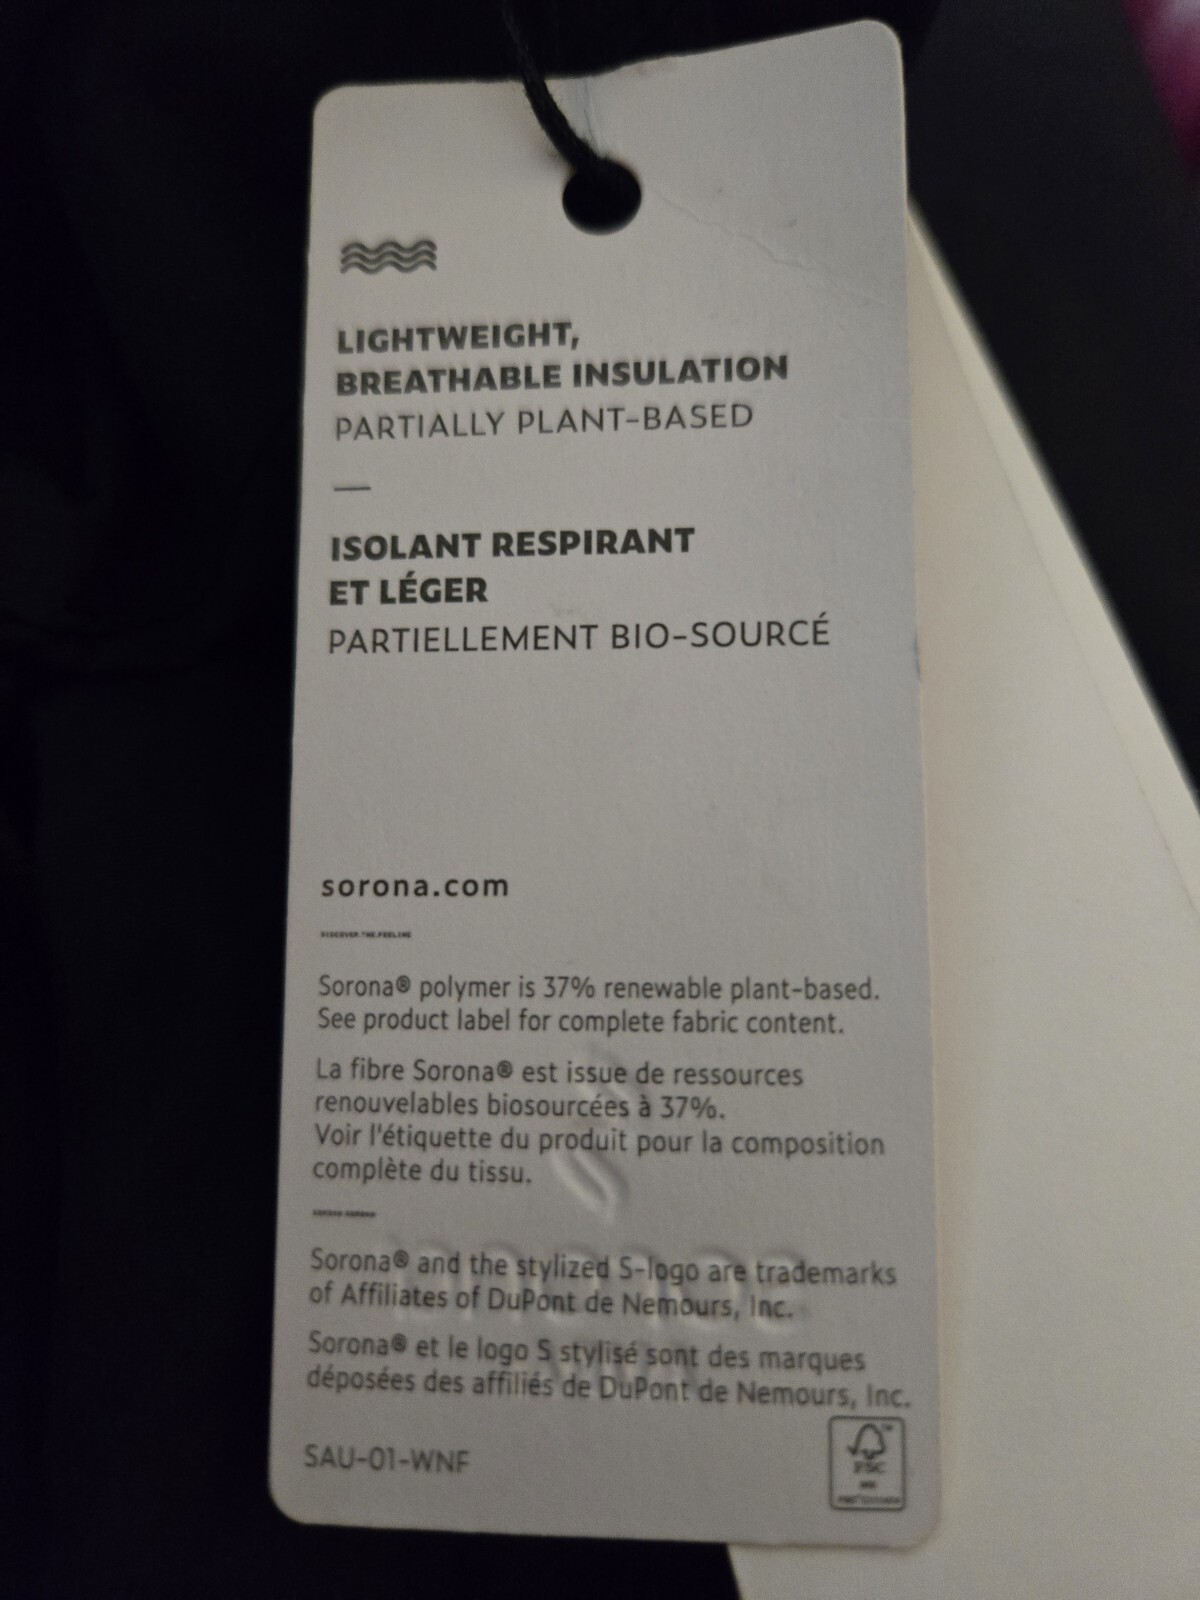 LIGHTWEIGHT,
BREATHABLE INSULATION
PARTIALLY PLANT-BASED
—
ISOLANT RESPIRANT
ET LÉGER
PARTIELLEMENT BIO-SOURCÉ
sorona.com
DISCOVER.THE.FEELING
Sorona® polymer is 37% renewable plant-based.
See product label for complete fabric content.
La fibre Sorona® est issue de ressources
renouvelables biosourcées à 37%.
Voir l'étiquette du produit pour la composition
complète du tissu.
Sorona® and the stylized S-logo are trademarks
of Affiliates of DuPont de Nemours, Inc.
Sorona® et le logo S stylisé sont des marques
déposées des affiliés de DuPont de Nemours, Inc.
SAU-01-WNF
FSC